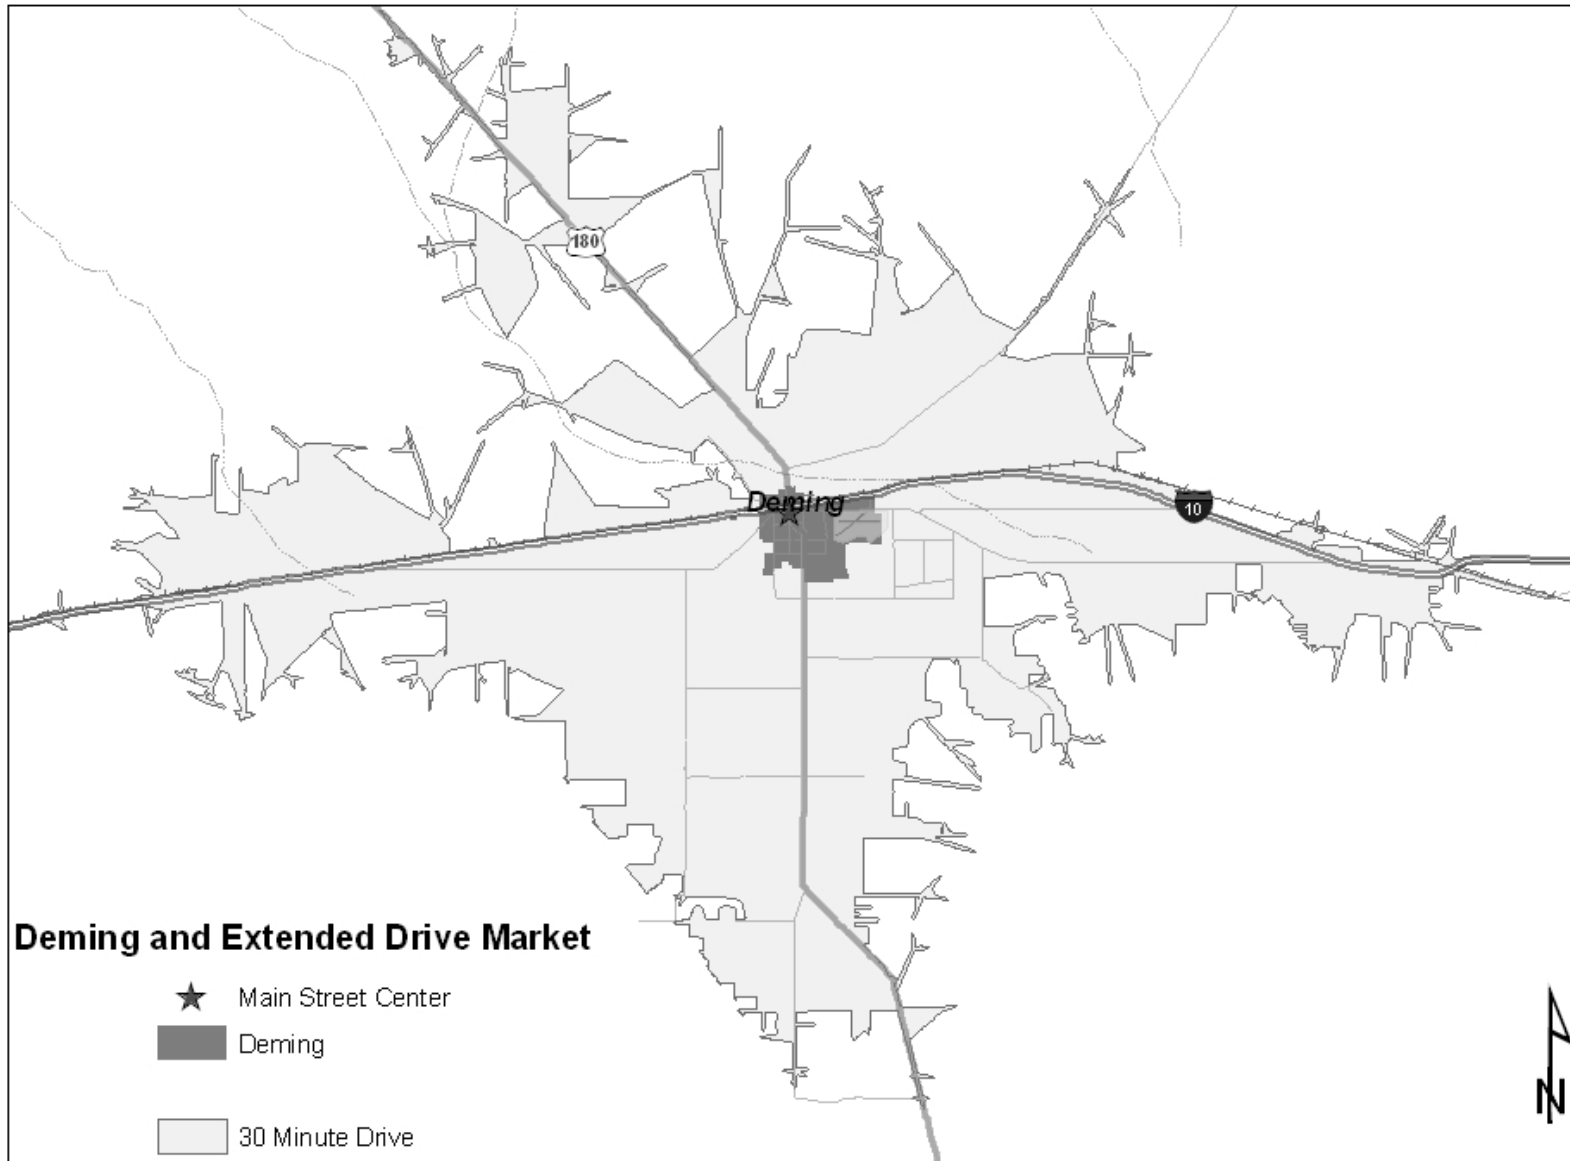 180
Deming
10
Deming and Extended Drive Market
Main Street Center
Deming
30 Minute Drive
N